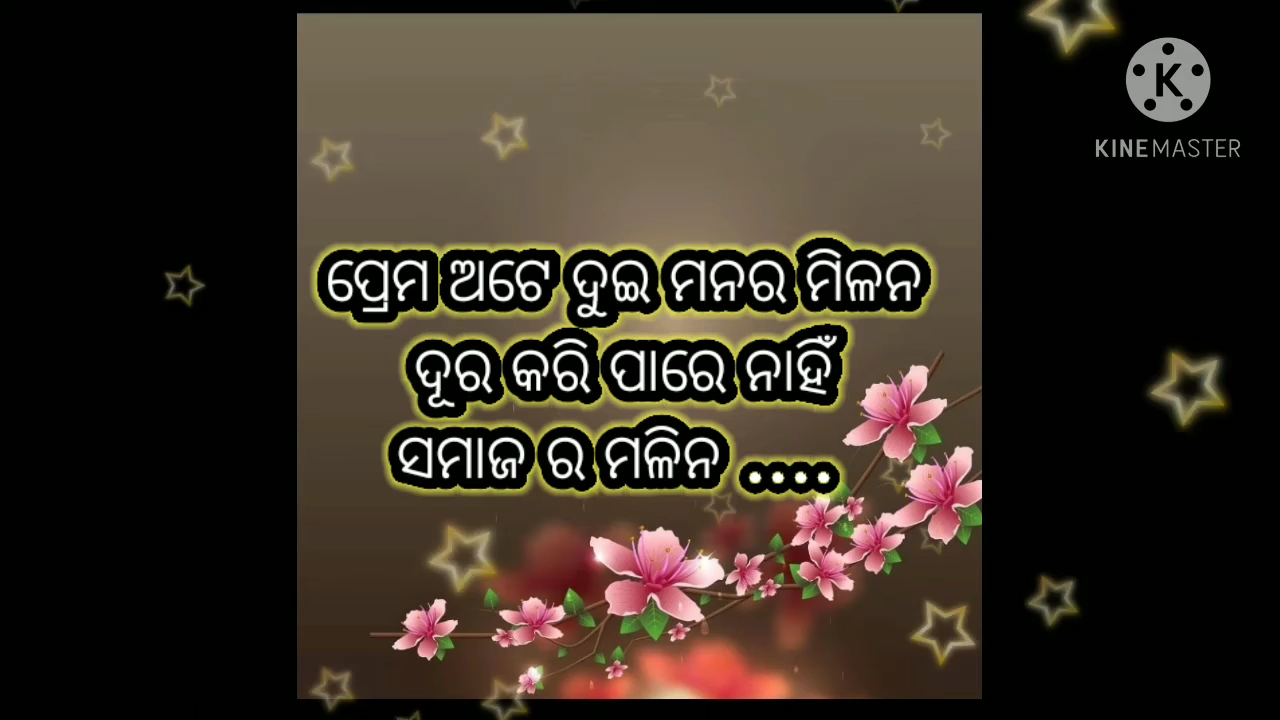 ପ୍ରେମ ଅଟେ ଦୁଇ ମନର ମିଳନ
ଦୂର କରି ପାରେ ନାହିଁ
ସମାଜ ର ମଳିନ ....
K
KINEMASTER